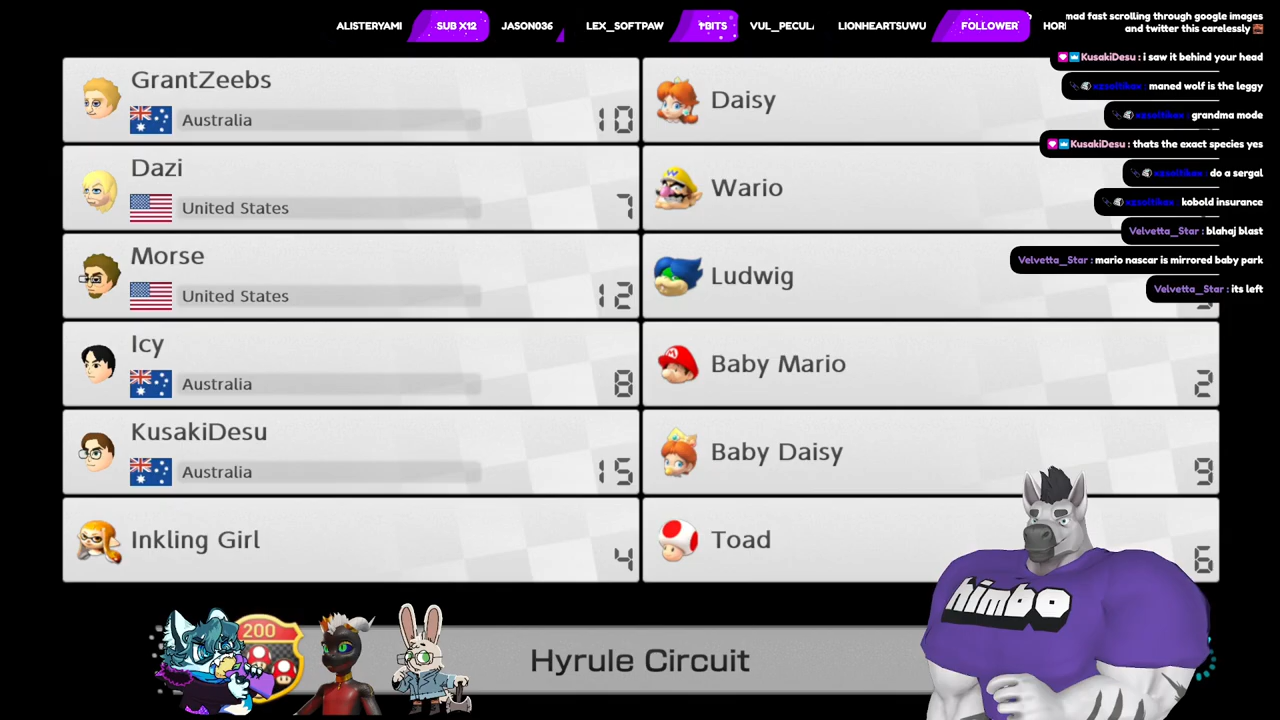 ALISTERYAMI SUB X12 JASON036 LEX_SOFTPAW VUL_PECUL LIONHEARTSUWU FOLLOWER
mad fast scrolling through google images
and twitter this carelessly
KusakiDesu : i saw it behind your head
: maned wolf is the leggy
: grandma mode
KusakiDesu : thats the exact species yes
: do a sergal
: kobold insurance
Velvetta_Star : blahaj blast
Velvetta_Star : mario nascar is mirrored baby park
Velvetta_Star : its left
GrantZeebs
Australia
10
Daisy
Dazi
United States
7
Wario
Morse
United States
12
Ludwig
Icy
Australia
8
Baby Mario
2
KusakiDesu
Australia
15
Baby Daisy
9
Inkling Girl
4
Toad
6
himbo
200
Hyrule Circuit